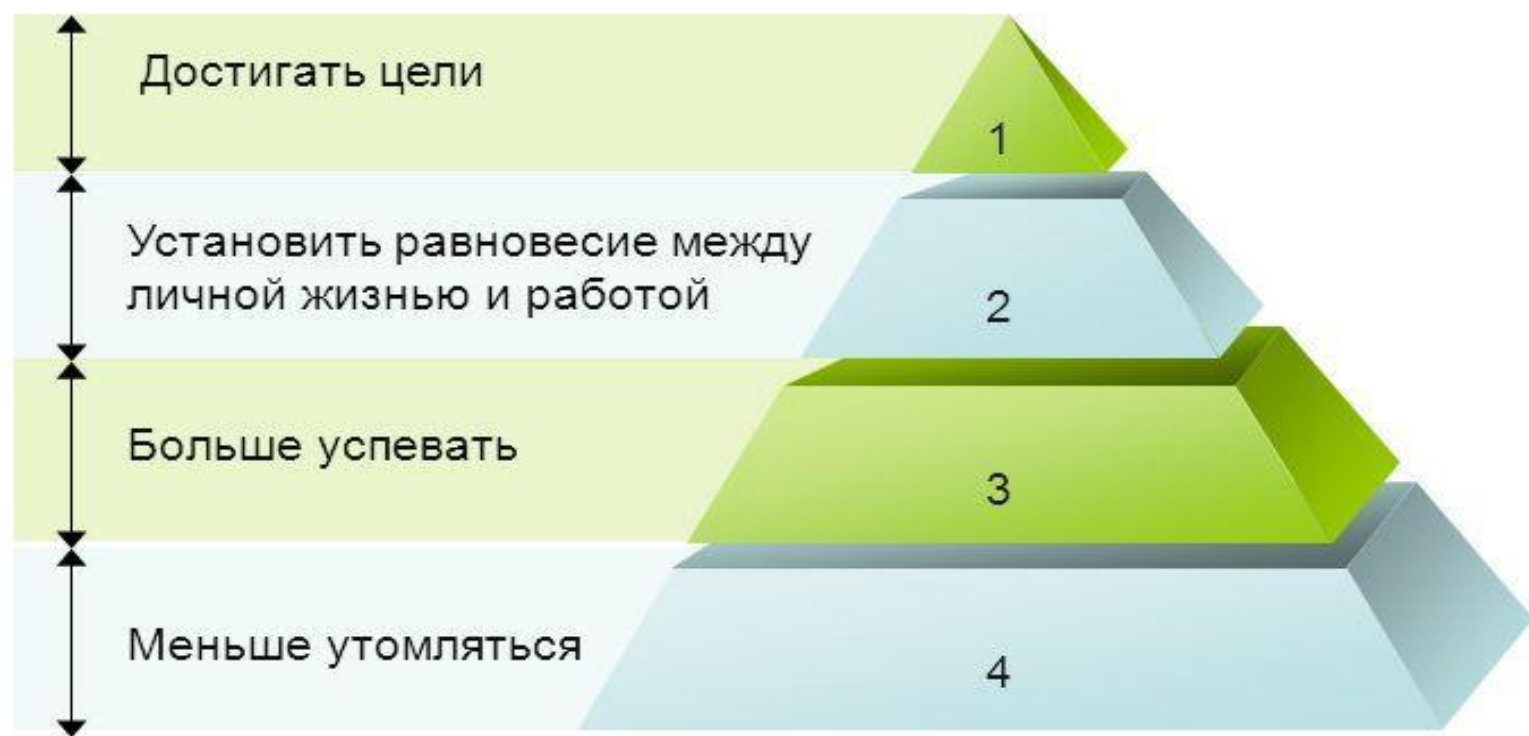 Достигать цели
1
Установить равновесие между
личной жизнью и работой
2
Больше успевать
3
Меньше утомляться
4